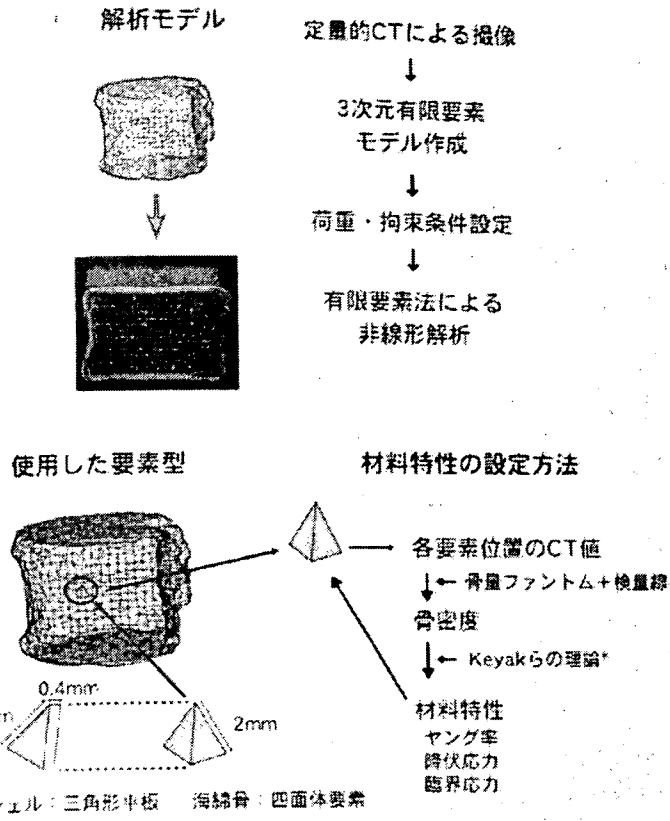 解析モデル
定量的CTによる撮像
↓
3次元有限要素
モデル作成
↓
荷重・拘束条件設定
↓
有限要素法による
非線形解析
使用した要素型
材料特性の設定方法
各要素位置のCT値
骨量ファントム+検量線
骨密度
Keyakらの理論*
材料特性
ヤング率
降伏応力
臨界応力
0.4mm
2mm
ェル：三角形平板 海綿骨：四面体要素